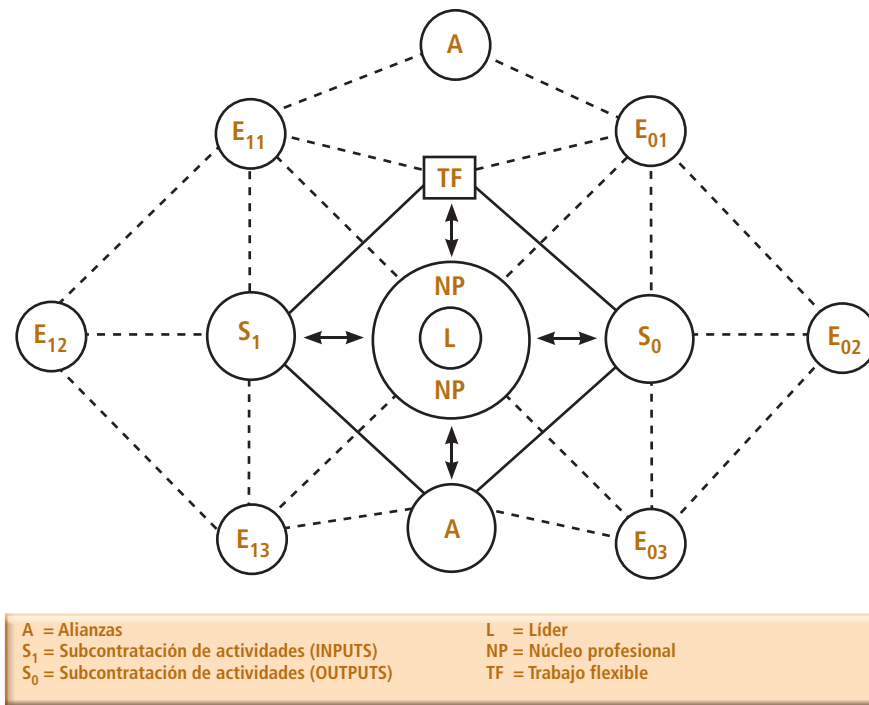 A
E11
E01
TF
NP
E12
S1
L
S0
E02
NP
A
E13
E03
A = Alianzas
S1 = Subcontratación de actividades (INPUTS)
S0 = Subcontratación de actividades (OUTPUTS)
L = Líder
NP = Núcleo profesional
TF = Trabajo flexible